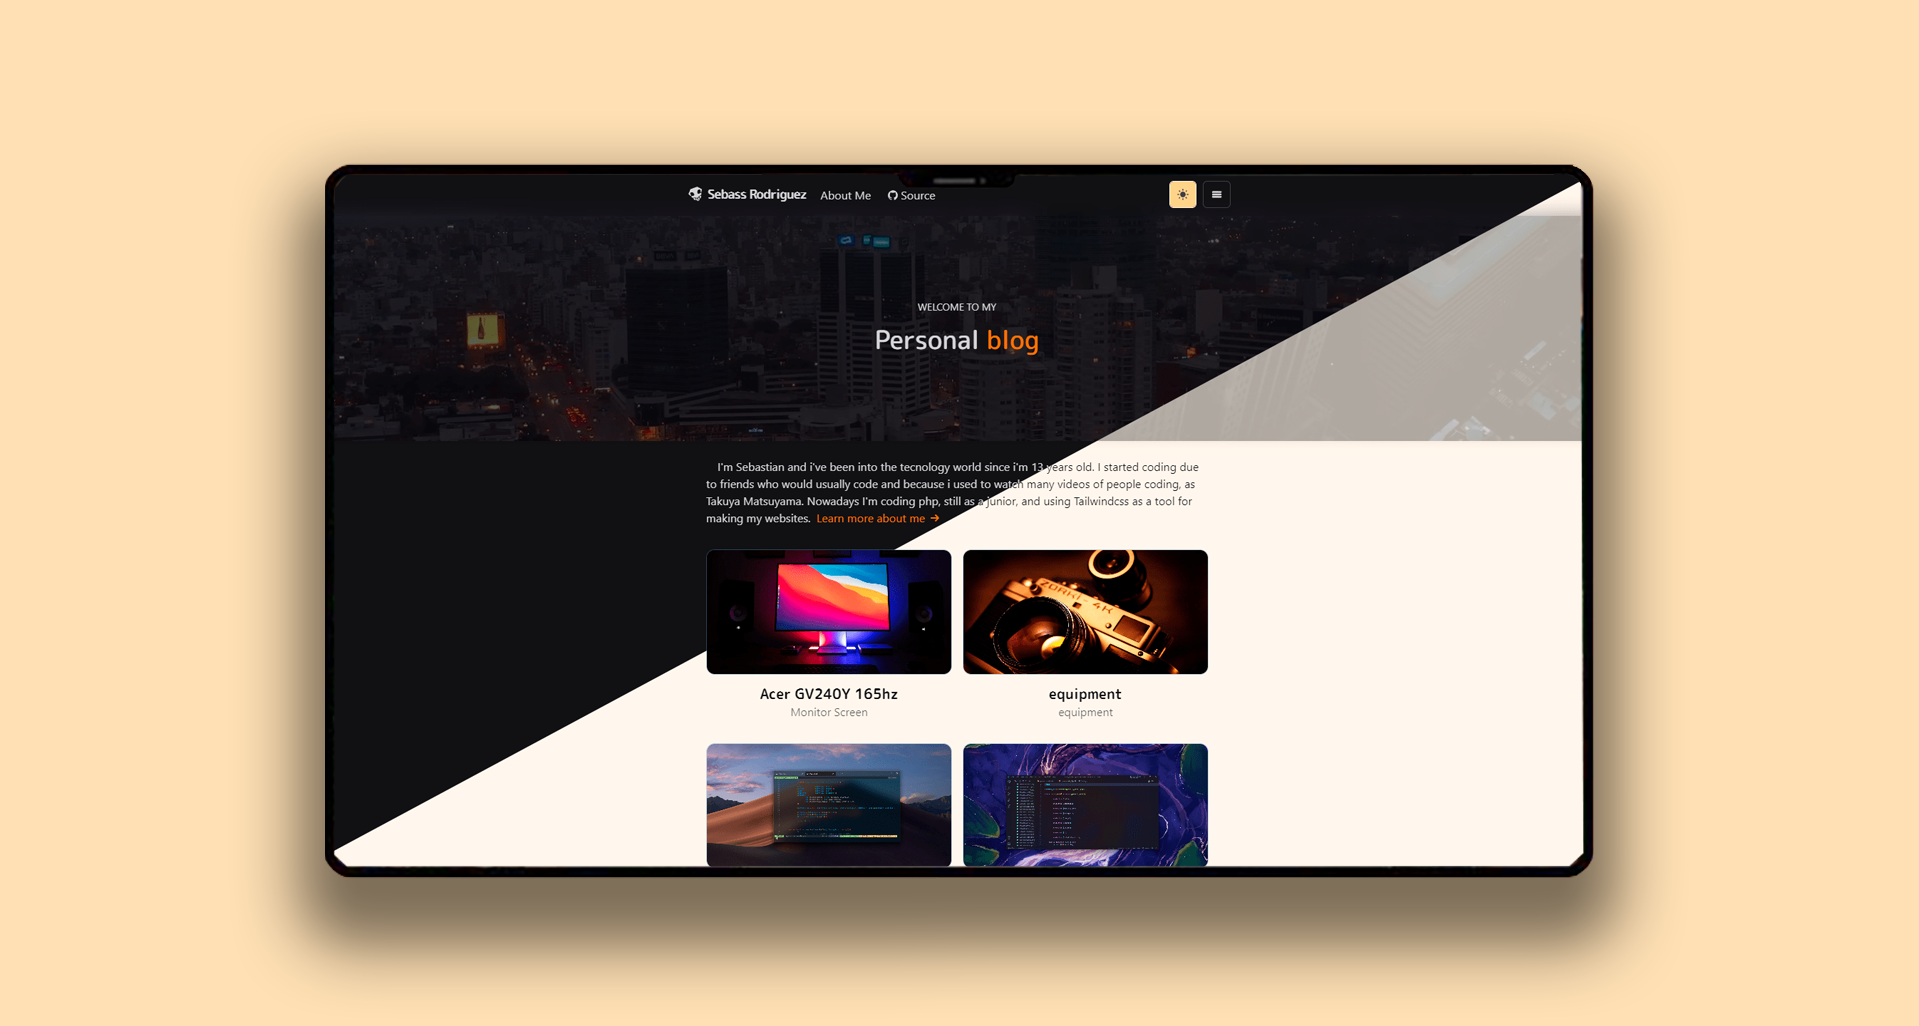 Sebass Rodriguez About Me Source
WELCOME TO MY
Personal blog
I'm Sebastian and i've been into the tecnology world since i'm 13 years old. I started coding due
to friends who would usually code and because i used to watch many videos of people coding, as
Takuya Matsuyama. Nowadays I'm coding php, still as a junior, and using Tailwindcss as a tool for
making my websites. Learn more about me →
ZORKI-4K
Acer GV240Y 165hz
Monitor Screen
equipment
equipment